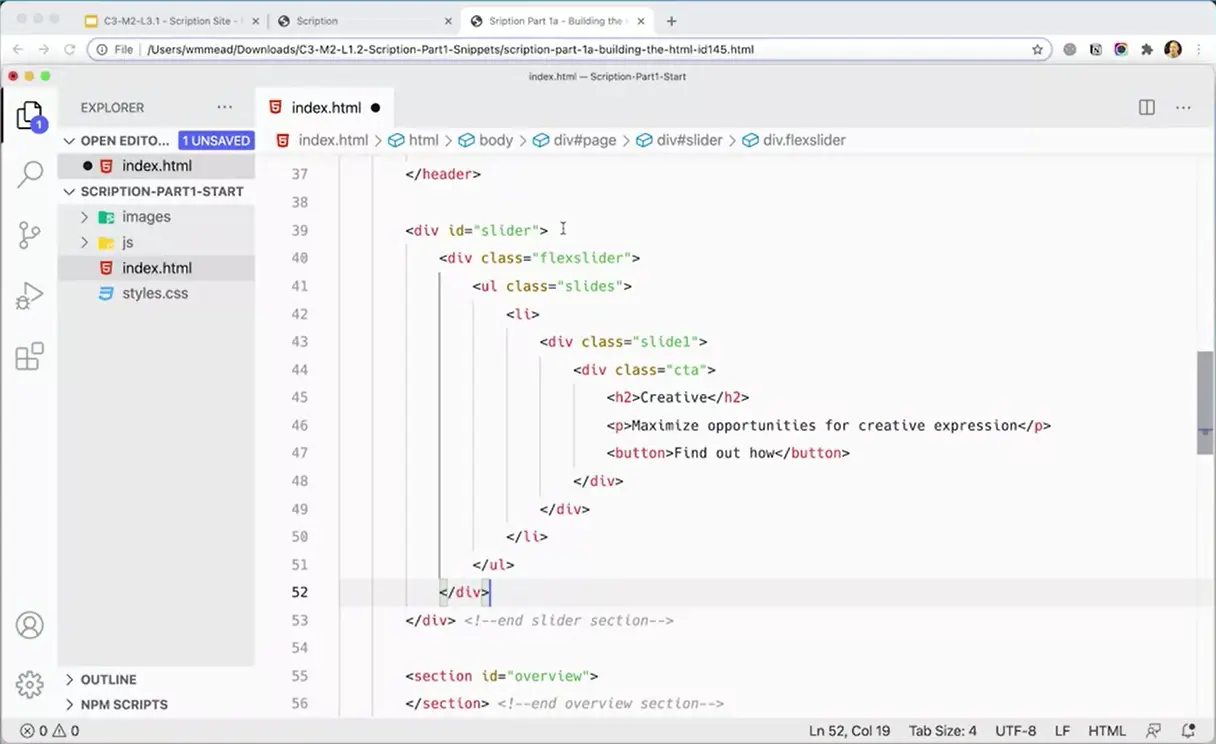 C3-M2-L3.1 - Scription Site -
Scription
Sription Part 1a - Building the
File
/Users/wmmead/Downloads/C3-M2-L1.2-Scription-Part1-Snippets/scription-part-1a-building-the-html-id145.html
index.html — Scription-Part1-Start
EXPLORER
index.html
OPEN EDITO... 1 UNSAVED
index.html > html > body > div#page > div#slider > div.flexslider
index.html
SCRIPTION-PART1-START
images
js
index.html
styles.css
37 </header>
38
39 <div id="slider">
40 <div class="flexslider">
41 <ul class="slides">
42 <li>
43 <div class="slide1">
44 <div class="cta">
45 <h2>Creative</h2>
46 <p>Maximize opportunities for creative expression</p>
47 <button>Find out how</button>
48 </div>
49 </div>
50 </li>
51 </ul>
52 </div>
53 </div> <!--end slider section-->
54
55 <section id="overview">
56 </section> <!--end overview section-->
1
OUTLINE
NPM SCRIPTS
0 0
Ln 52, Col 19 Tab Size: 4 UTF-8 LF HTML